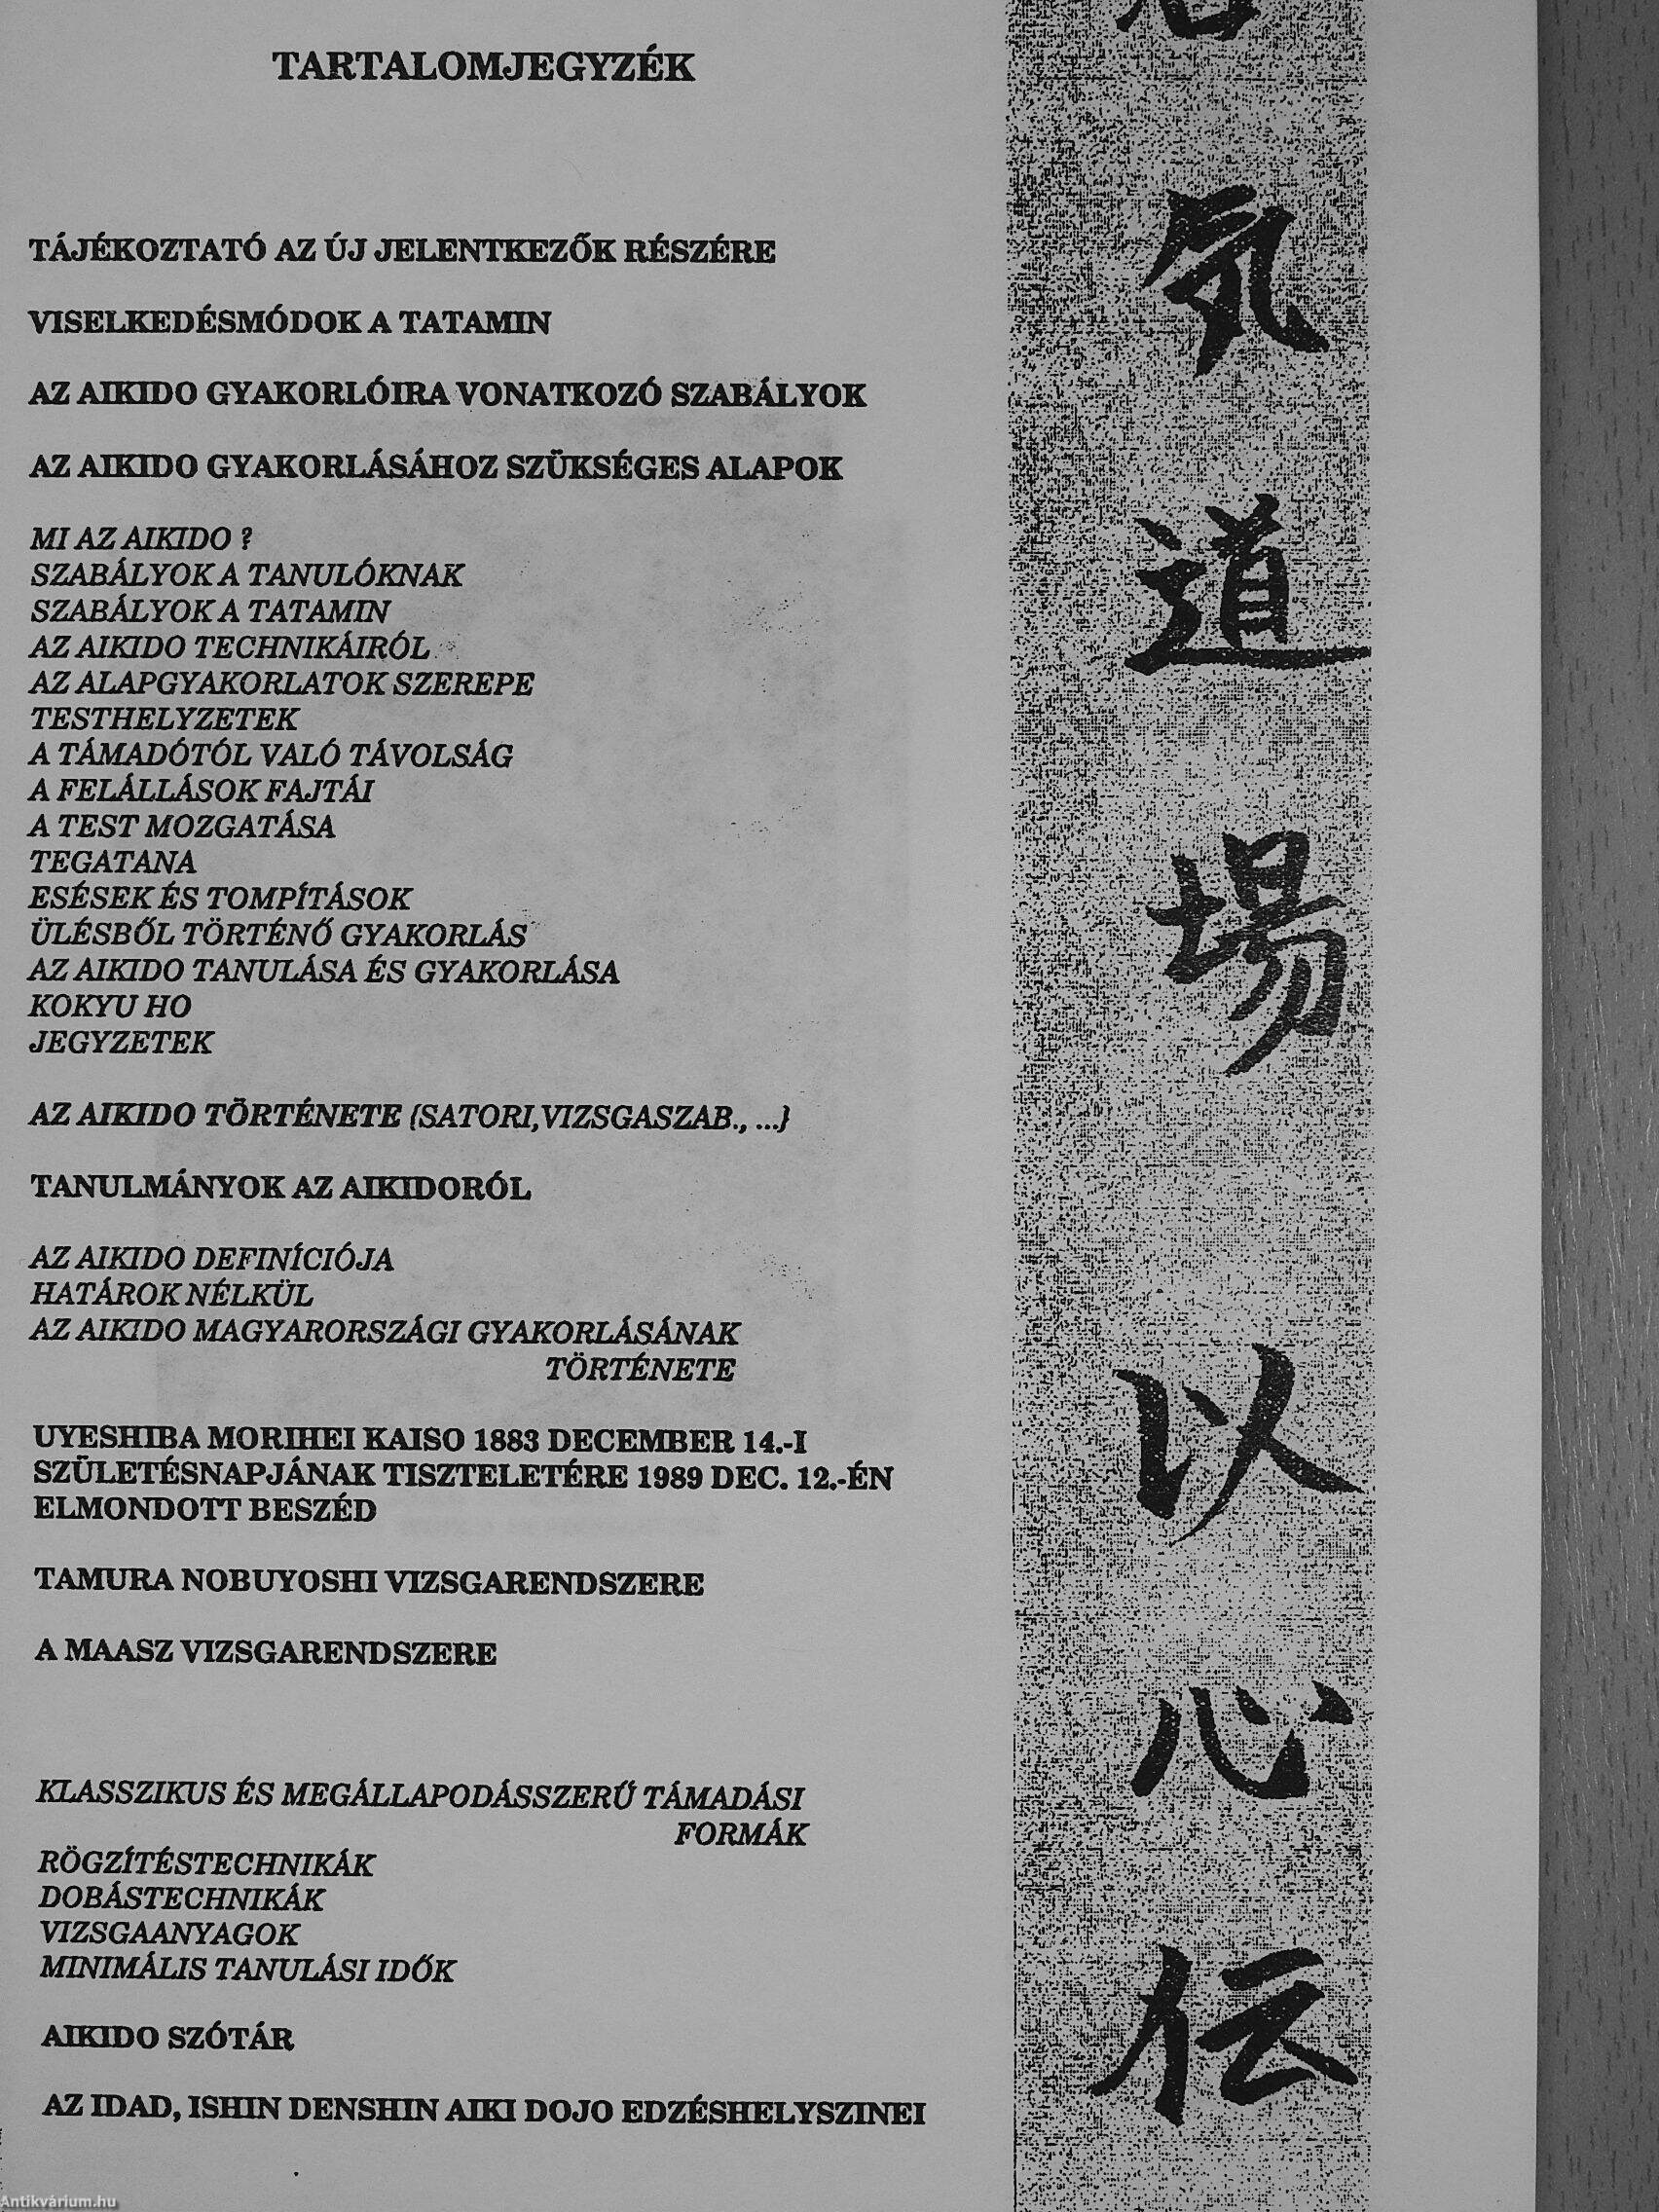 TARTALOMJEGYZÉK
TÁJÉKOZTATÓ AZ ÚJ JELENTKEZŐK RÉSZÉRE
VISELKEDÉSMÓDOK A TATAMIN
AZ AIKIDO GYAKORLÓIRA VONATKOZÓ SZABÁLYOK
AZ AIKIDO GYAKORLÁSÁHOZ SZÜKSÉGES ALAPOK
MI AZ AIKIDO ?
SZABÁLYOK A TANULÓKNAK
SZABÁLYOK A TATAMIN
AZ AIKIDO TECHNIKÁIRÓL
AZ ALAPGYAKORLATOK SZEREPE
TESTHELYZETEK
A TÁMADÓTÓL VALÓ TÁVOLSÁG
A FELÁLLÁSOK FAJTÁI
A TEST MOZGATÁSA
TEGATANA
ESÉSEK ÉS TOMPÍTÁSOK
ÜLÉSBŐL TÖRTÉNŐ GYAKORLÁS
AZ AIKIDO TANULÁSA ÉS GYAKORLÁSA
KOKYU HO
JEGYZETEK
AZ AIKIDO TÖRTÉNETE {SATORI,VIZSGASZAB., ...}
TANULMÁNYOK AZ AIKIDORÓL
AZ AIKIDO DEFINÍCIÓJA
HATÁROK NÉLKÜL
AZ AIKIDO MAGYARORSZÁGI GYAKORLÁSÁNAK
TÖRTÉNETE
UYESHIBA MORIHEI KAISO 1883 DECEMBER 14.-I
SZÜLETÉSNAPJÁNAK TISZTELETÉRE 1989 DEC. 12.-ÉN
ELMONDOTT BESZÉD
TAMURA NOBUYOSHI VIZSGARENDSZERE
A MAASZ VIZSGARENDSZERE
KLASSZIKUS ÉS MEGÁLLAPODÁSSZERŰ TÁMADÁSI
FORMÁK
RÖGZÍTÉSTECHNIKÁK
DOBÁSTECHNIKÁK
VIZSGAANYAGOK
MINIMÁLIS TANULÁSI IDŐK
AIKIDO SZÓTÁR
AZ IDAD, ISHIN DENSHIN AIKI DOJO EDZÉSHELYSZINEI
気道場
以心伝
Antikvárium.hu